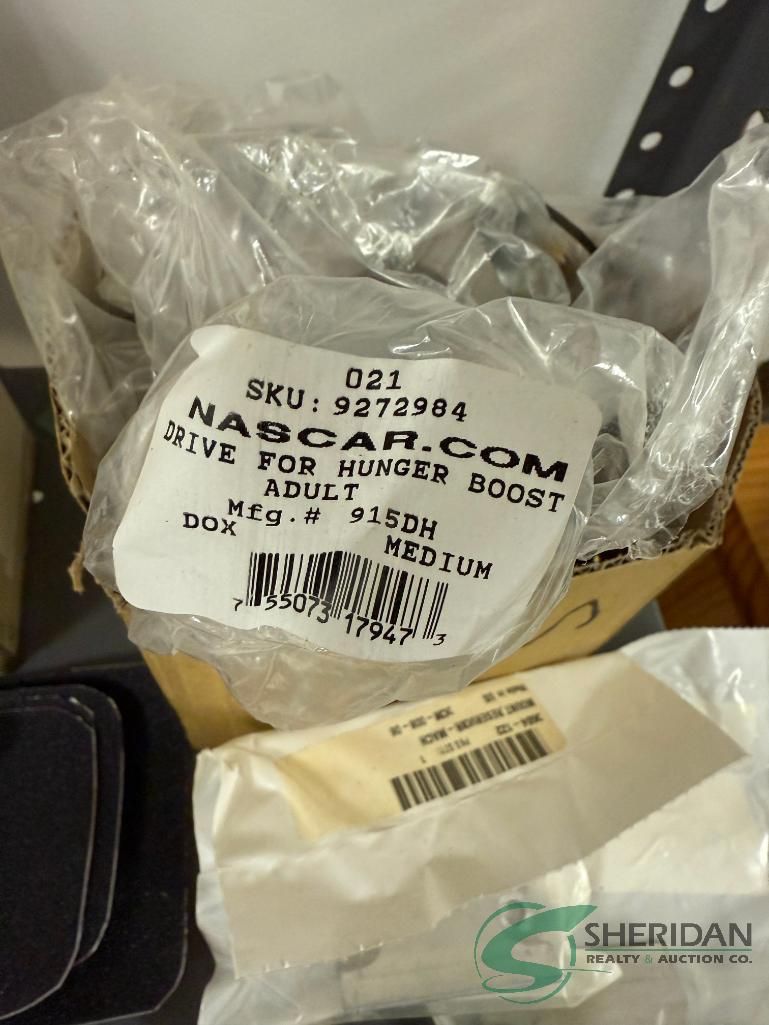 021
SKU: 9272984
NASCAR.COM
DRIVE FOR HUNGER BOOST
ADULT
Mfg.# 915DH
DOX MEDIUM
7 55073 17947 3
SHERIDAN
REALTY & AUCTION CO.